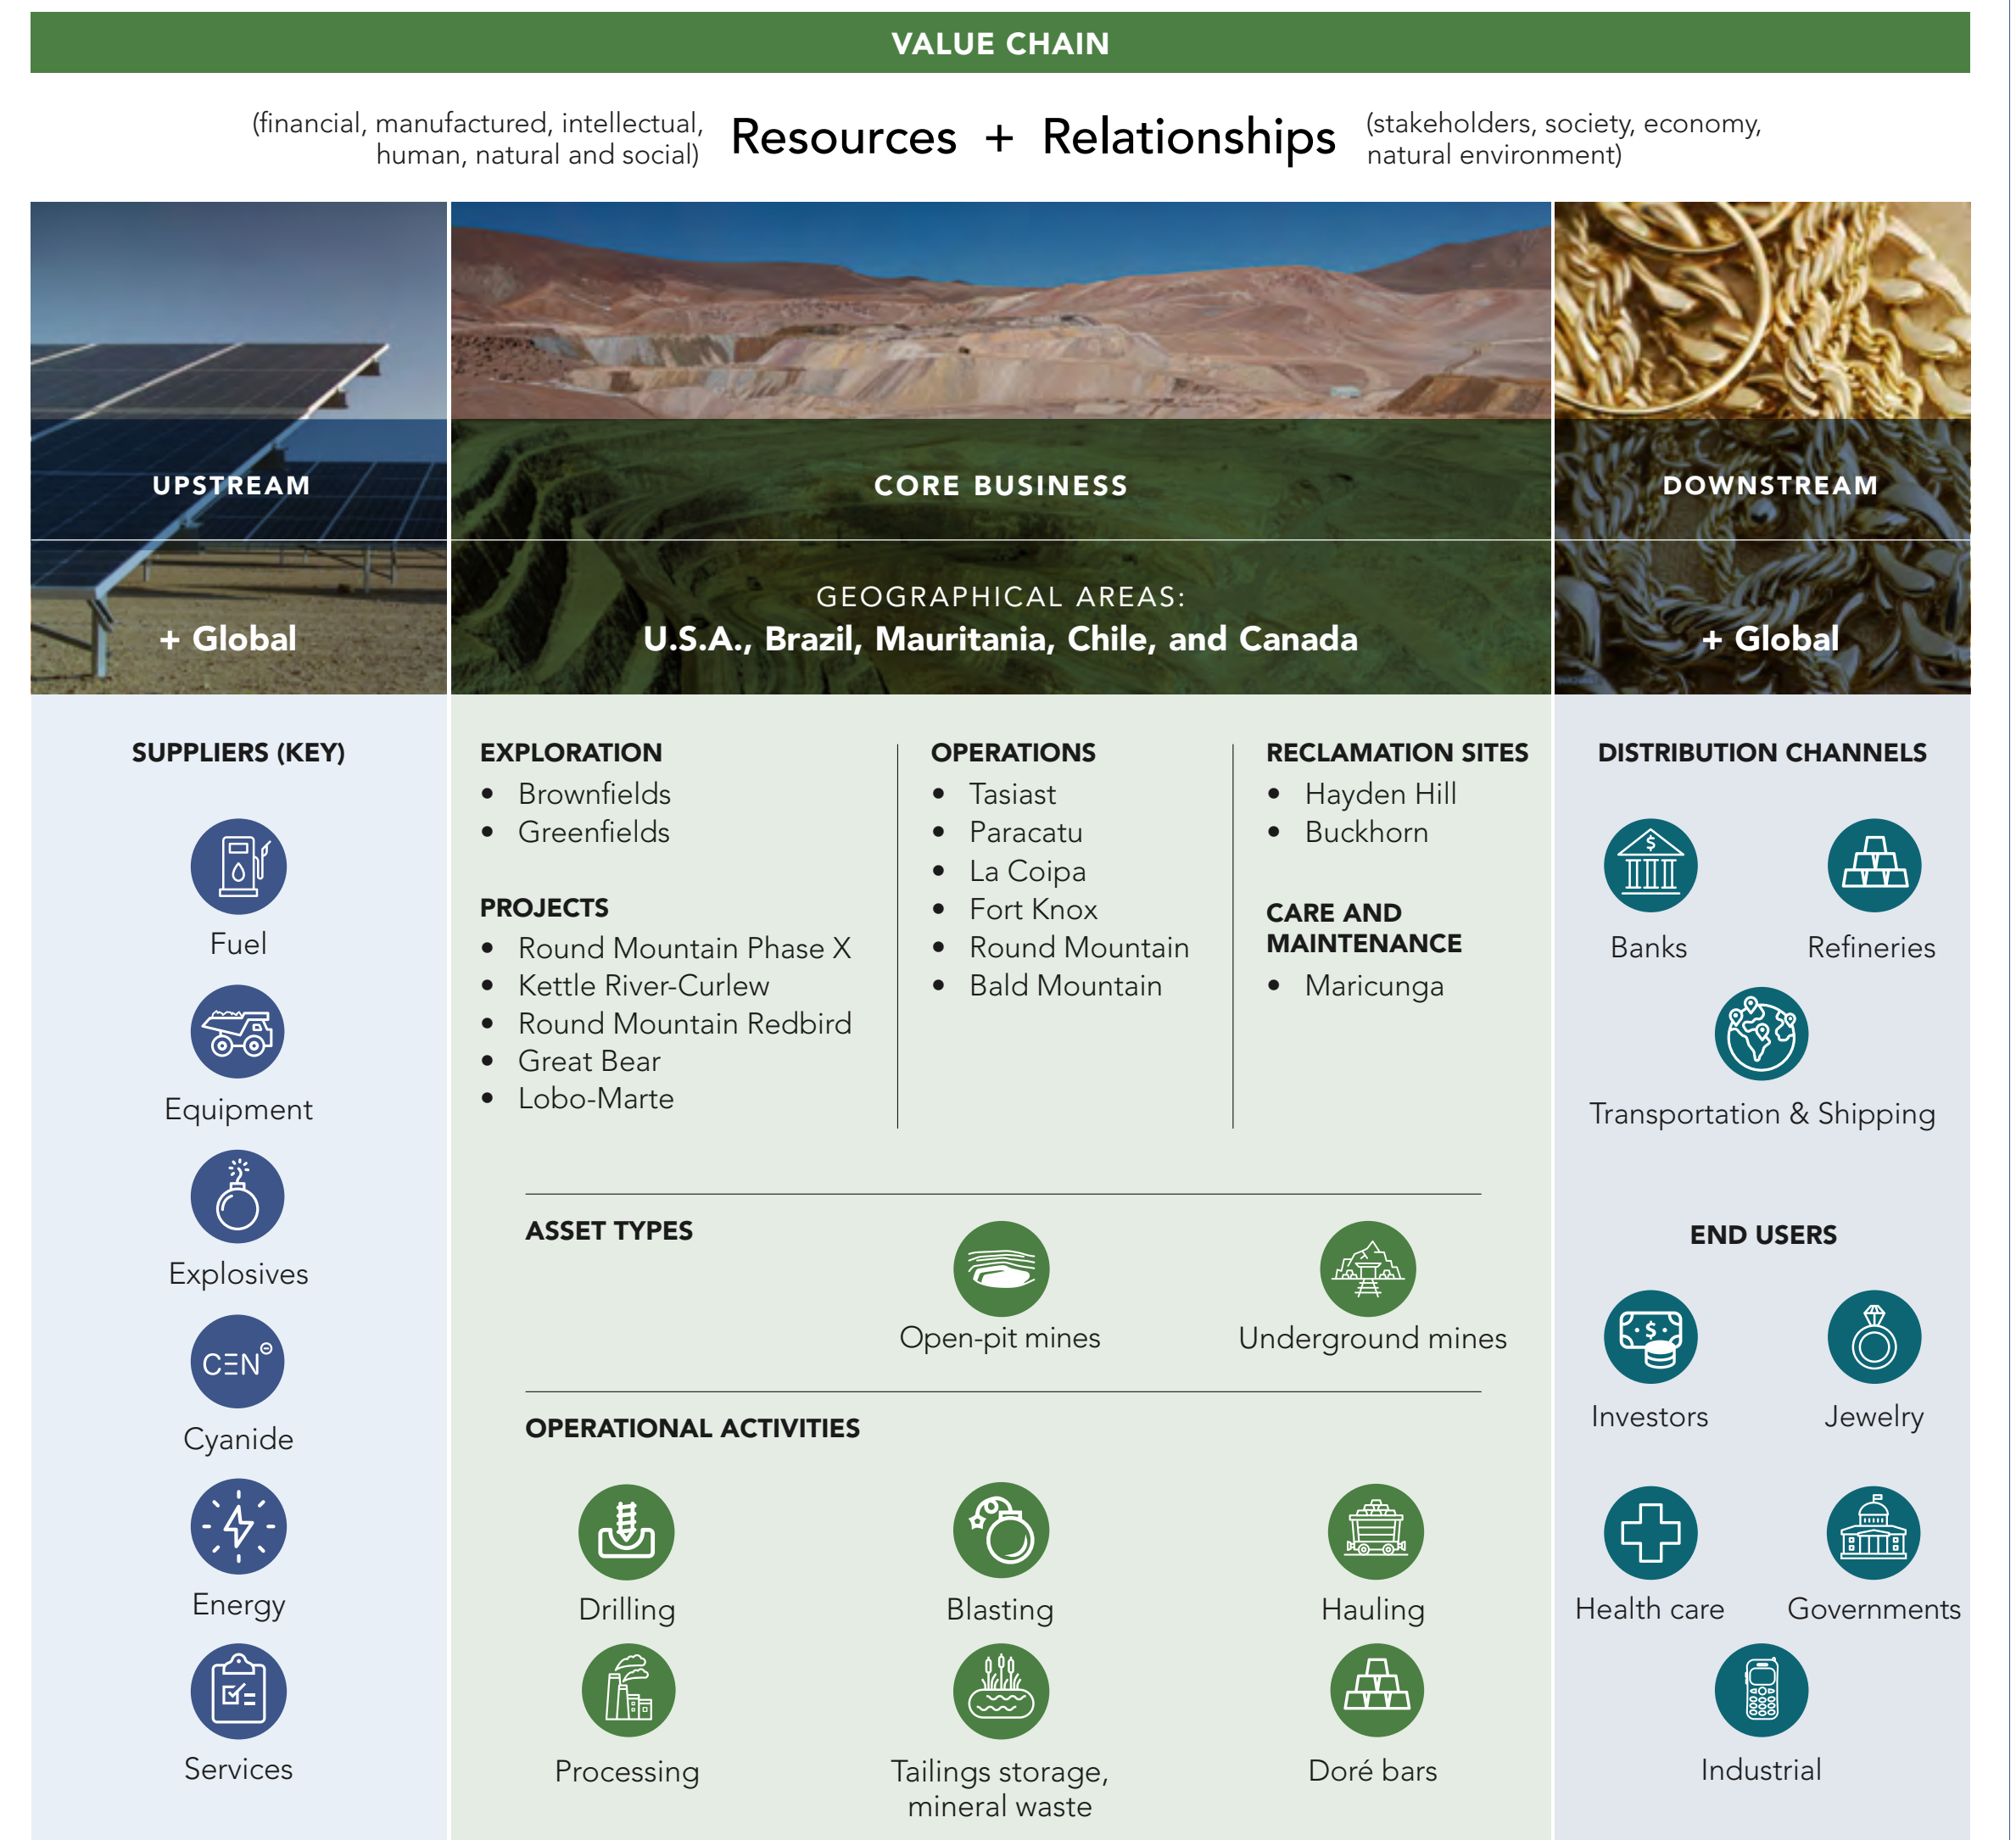 VALUE CHAIN
(financial, manufactured, intellectual,
human, natural and social)
Resources + Relationships
(stakeholders, society, economy,
natural environment)
UPSTREAM
+ Global
CORE BUSINESS
GEOGRAPHICAL AREAS:
U.S.A., Brazil, Mauritania, Chile, and Canada
DOWNSTREAM
+ Global
SUPPLIERS (KEY)
Fuel
Equipment
Explosives
C≡N⊖
Cyanide
Energy
Services
EXPLORATION
• Brownfields
• Greenfields
PROJECTS
• Round Mountain Phase X
• Kettle River-Curlew
• Round Mountain Redbird
• Great Bear
• Lobo-Marte
OPERATIONS
• Tasiast
• Paracatu
• La Coipa
• Fort Knox
• Round Mountain
• Bald Mountain
RECLAMATION SITES
• Hayden Hill
• Buckhorn
CARE AND
MAINTENANCE
• Maricunga
ASSET TYPES
Open-pit mines
Underground mines
OPERATIONAL ACTIVITIES
Drilling
Blasting
Hauling
Processing
Tailings storage,
mineral waste
Doré bars
DISTRIBUTION CHANNELS
$
Banks
Refineries
Transportation & Shipping
END USERS
$
Investors
Jewelry
Health care
Governments
Industrial